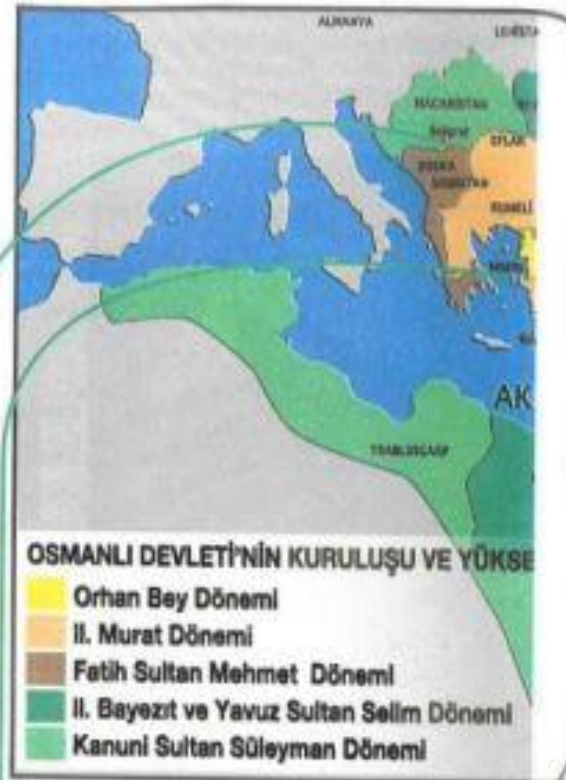 ALMANYA
MACARİSTAN
Belgrat
EFLAK
BOSNA
RUMELİ
AK
TRABLUSGARP
OSMANLI DEVLETİ'NİN KURULUŞU VE YÜKSE
Orhan Bey Dönemi
II. Murat Dönemi
Fatih Sultan Mehmet Dönemi
II. Bayezıt ve Yavuz Sultan Selim Dönemi
Kanuni Sultan Süleyman Dönemi